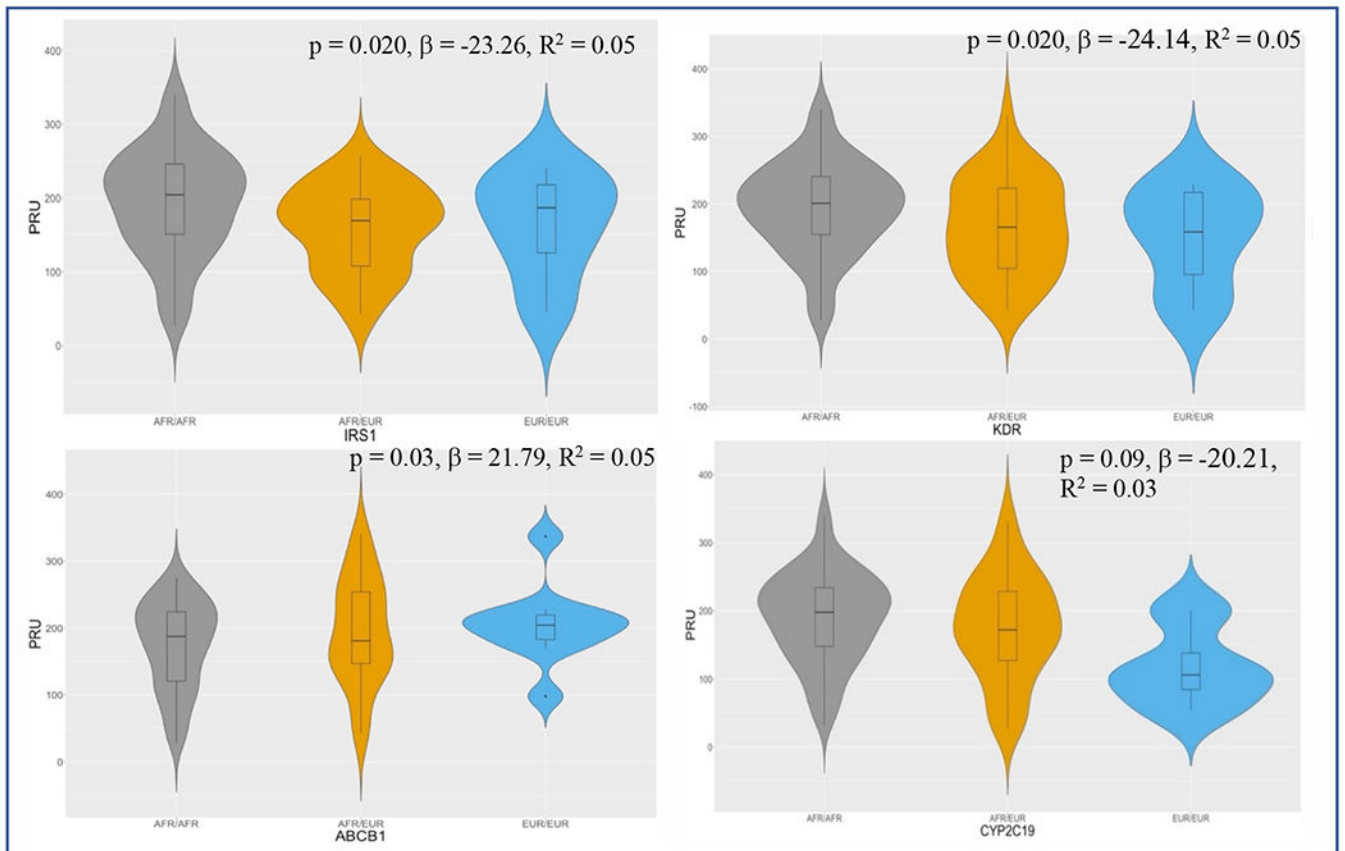 p = 0.020, β = -23.26, R² = 0.05
400
300
200
100
0
PRU
AFR/AFR AFR/EUR EUR/EUR
IRS1
p = 0.020, β = -24.14, R² = 0.05
400
300
200
100
0
-100
PRU
AFR/AFR AFR/EUR EUR/EUR
KDR
p = 0.03, β = 21.79, R² = 0.05
400
300
200
100
0
PRU
AFR/AFR AFR/EUR EUR/EUR
ABCB1
p = 0.09, β = -20.21,
R² = 0.03
400
300
200
100
0
PRU
AFR/AFR AFR/EUR EUR/EUR
CYP2C19